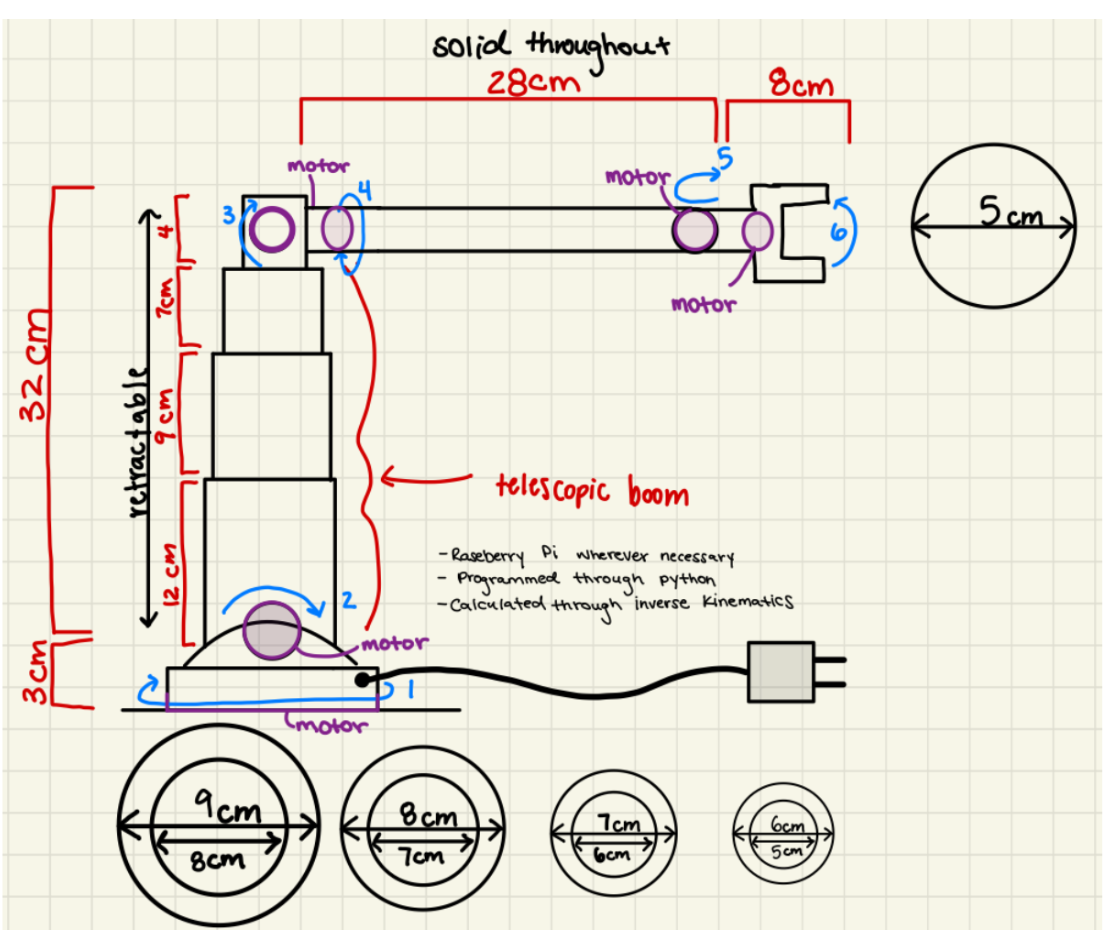 solid throughout
28cm
8cm
motor
4
motor
5
3
6
5cm
motor
4
7cm
32 cm
retractable
9 cm
telescopic boom
12 cm
-Raseberry Pi wherever necessary
- Programmed through python
-Calculated through inverse kinematics
2
motor
3cm
1
motor
9cm
8cm
8cm
7cm
7cm
6cm
6cm
5cm